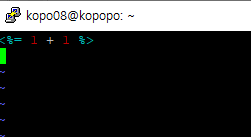 kopo08@kopopo: ~
<%= 1 + 1 %>
~
~
~
~
~